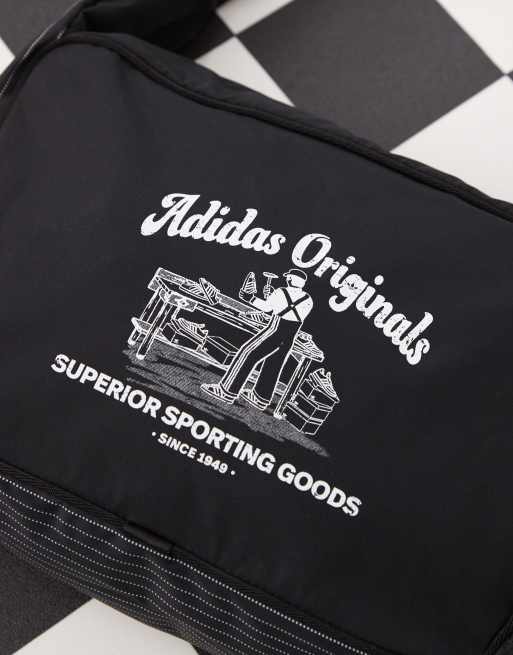 Adidas Originals
SUPERIOR SPORTING GOODS
• SINCE 1949 •